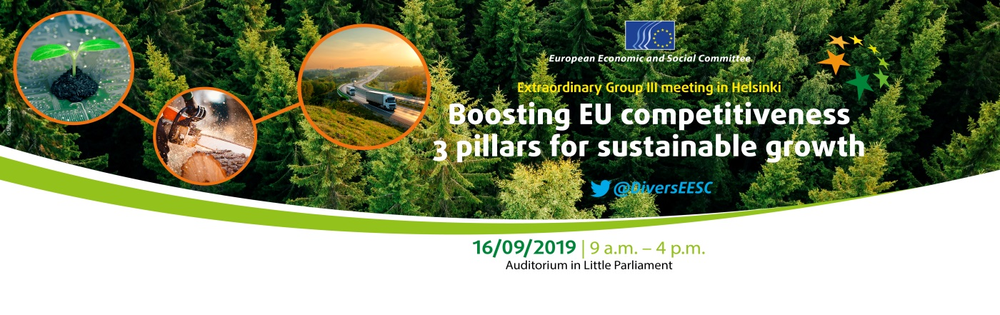 European Economic and Social Committee
Extraordinary Group III meeting in Helsinki
Boosting EU competitiveness
3 pillars for sustainable growth
@DiversEESC
16/09/2019 | 9 a.m. – 4 p.m.
Auditorium in Little Parliament